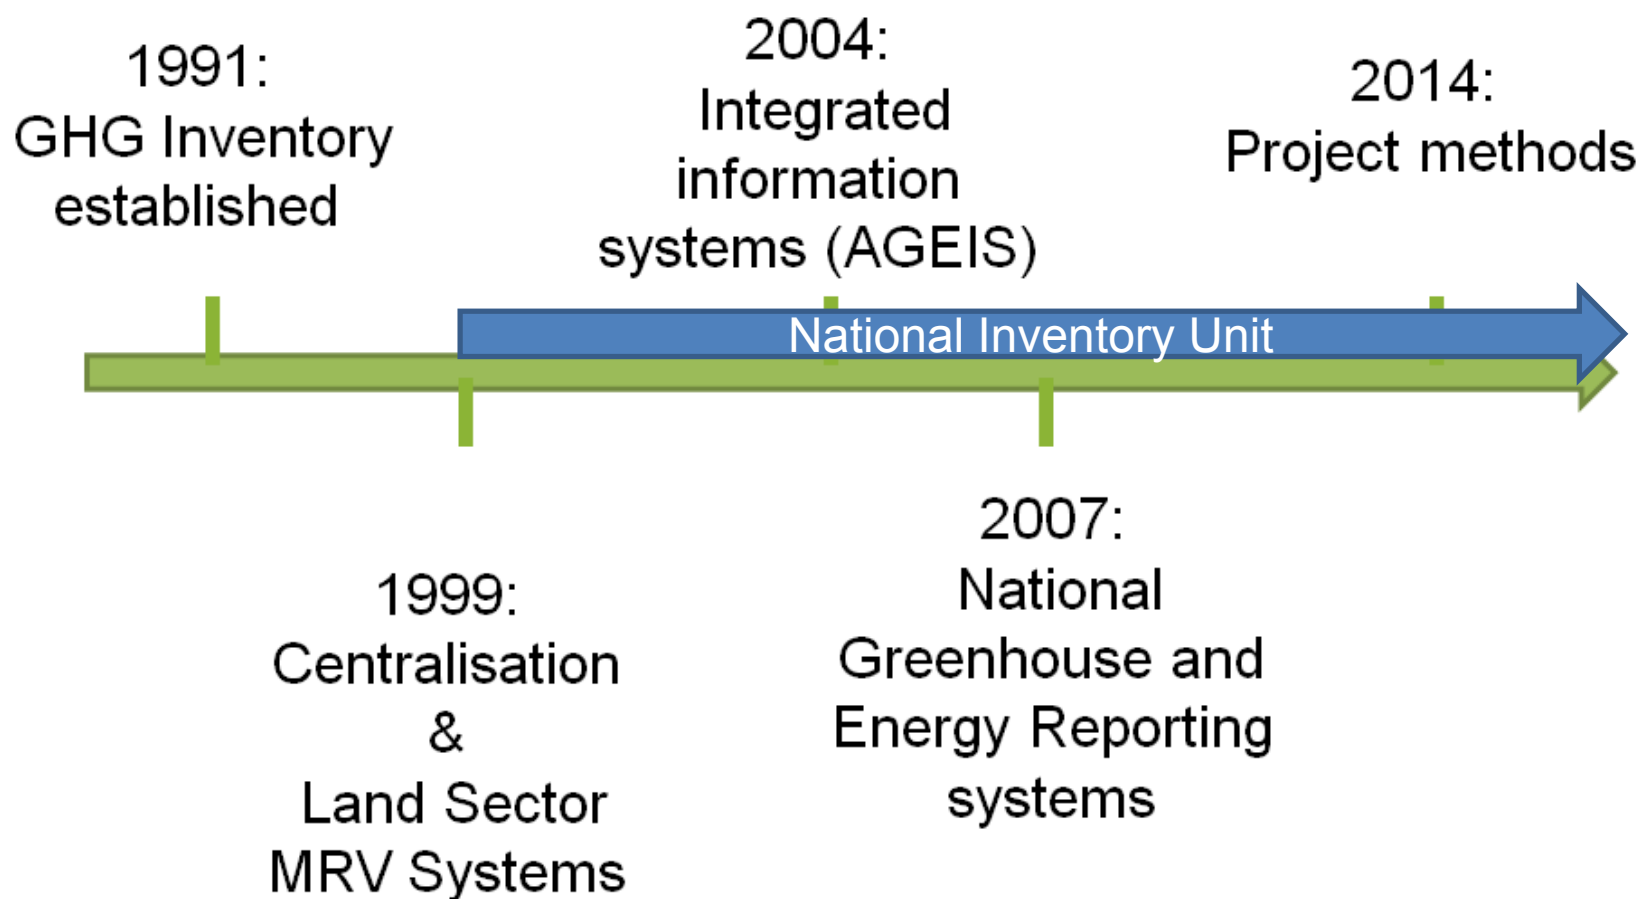 1991:
GHG Inventory
established
2004:
Integrated
information
systems (AGEIS)
2014:
Project methods
National Inventory Unit
1999:
Centralisation
&
Land Sector
MRV Systems
2007:
National
Greenhouse and
Energy Reporting
systems